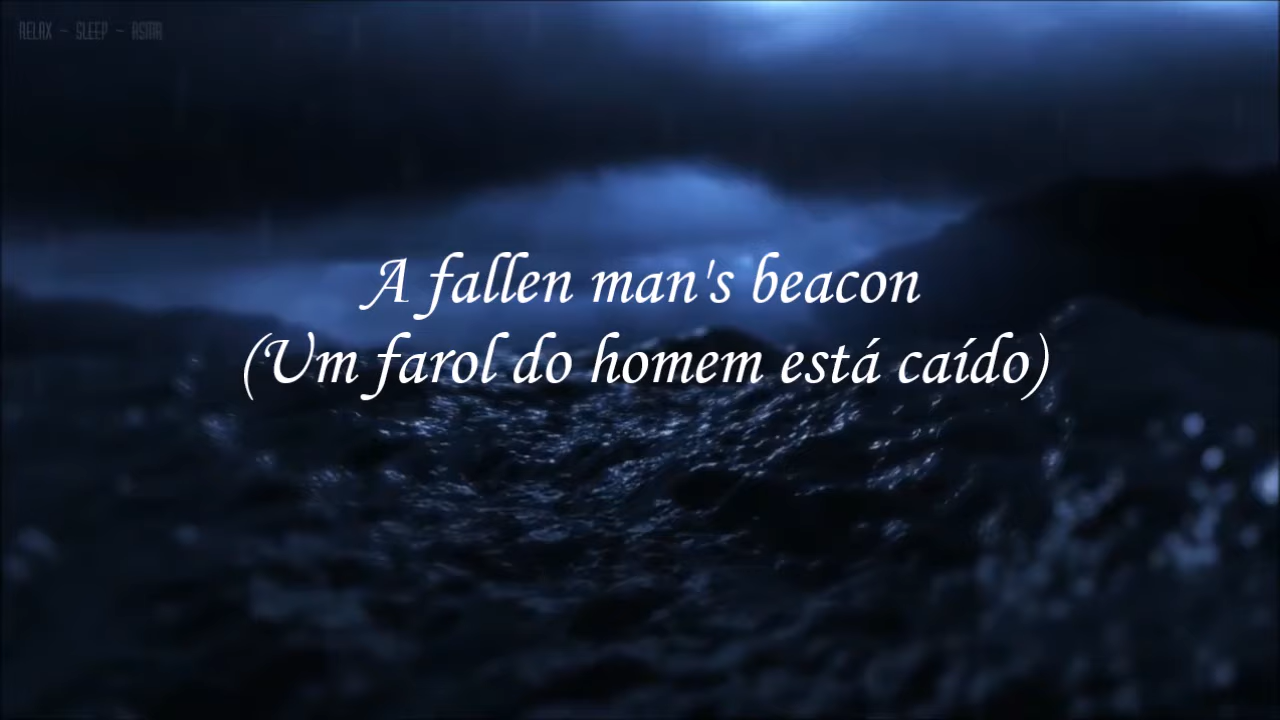 RELAX - SLEEP - ASMR
A fallen man's beacon
(Um farol do homem está caído)